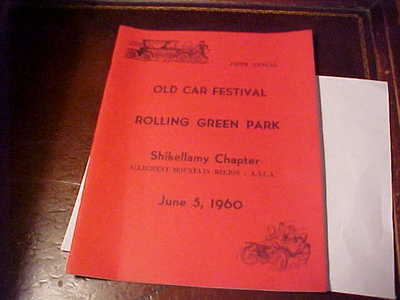 FIFTH ANNUAL
OLD CAR FESTIVAL
ROLLING GREEN PARK
Shikellamy Chapter
ALLEGHENY MOUNTAIN REGION - A.A.C.A.
June 5, 1960